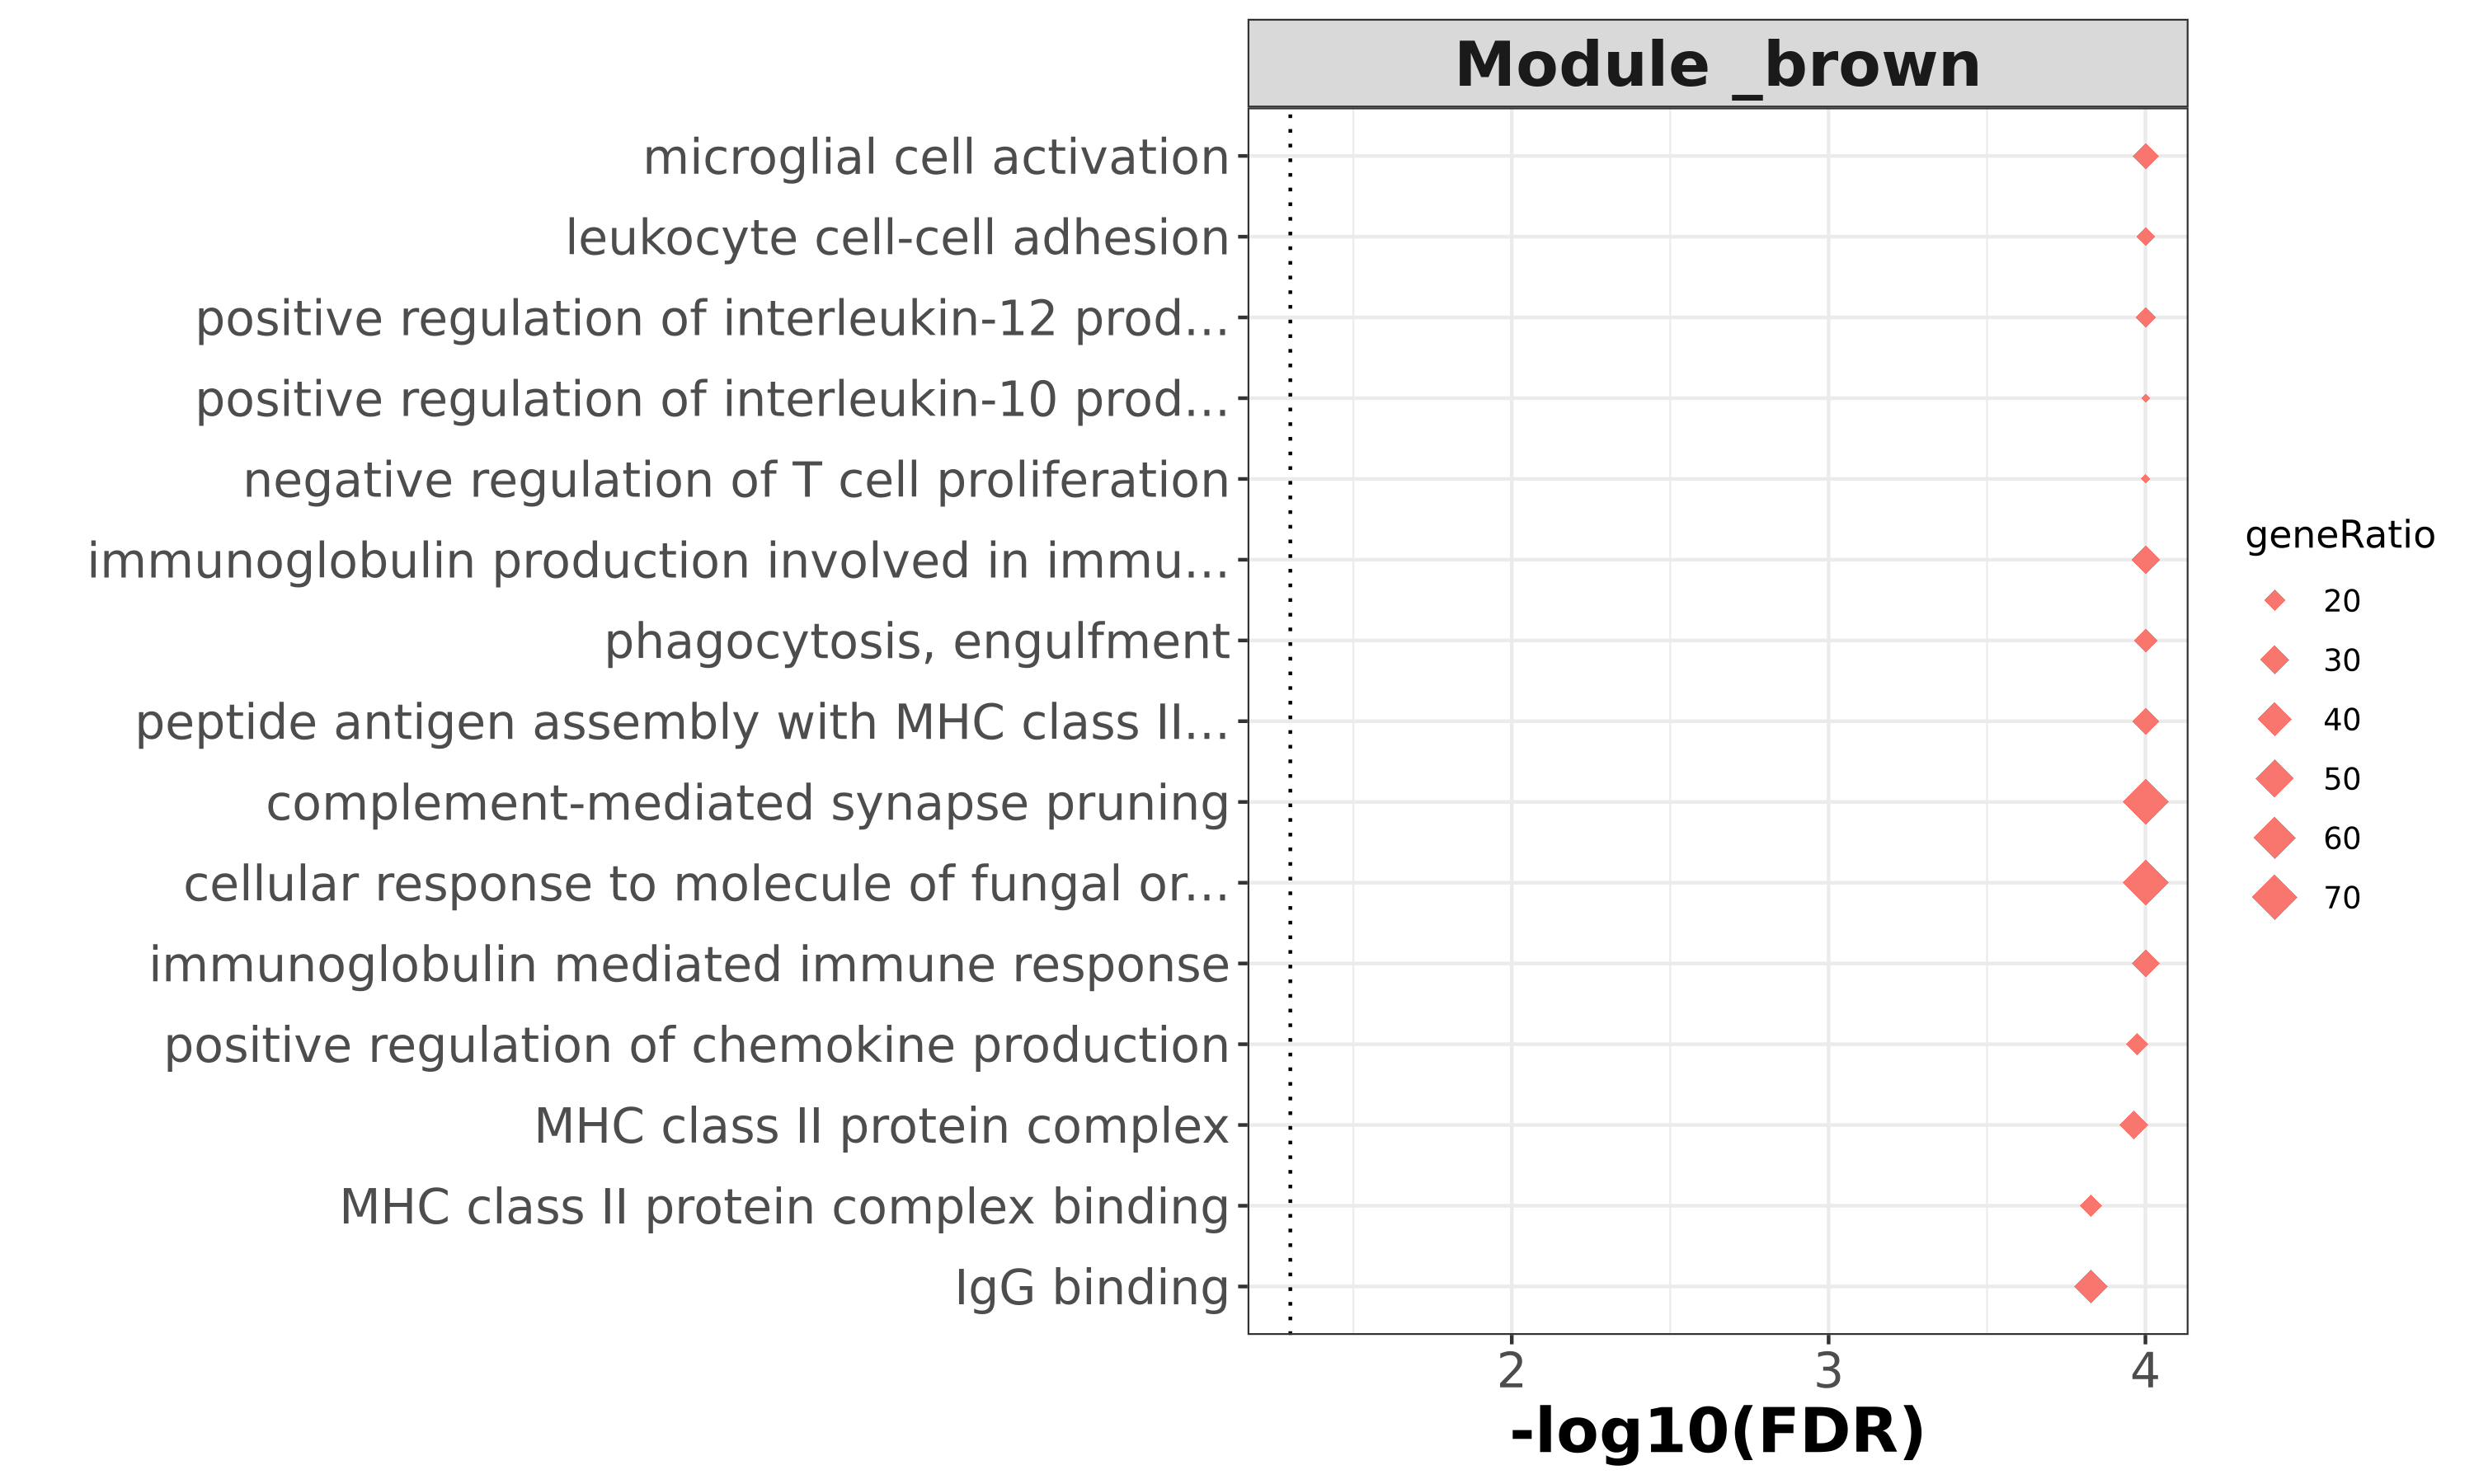 Module _brown
microglial cell activation
leukocyte cell-cell adhesion
positive regulation of interleukin-12 prod...
positive regulation of interleukin-10 prod...
negative regulation of T cell proliferation
immunoglobulin production involved in immu...
phagocytosis, engulfment
peptide antigen assembly with MHC class II...
complement-mediated synapse pruning
cellular response to molecule of fungal or...
immunoglobulin mediated immune response
positive regulation of chemokine production
MHC class II protein complex
MHC class II protein complex binding
IgG binding
2 3 4
-log10(FDR)
geneRatio
20
30
40
50
60
70